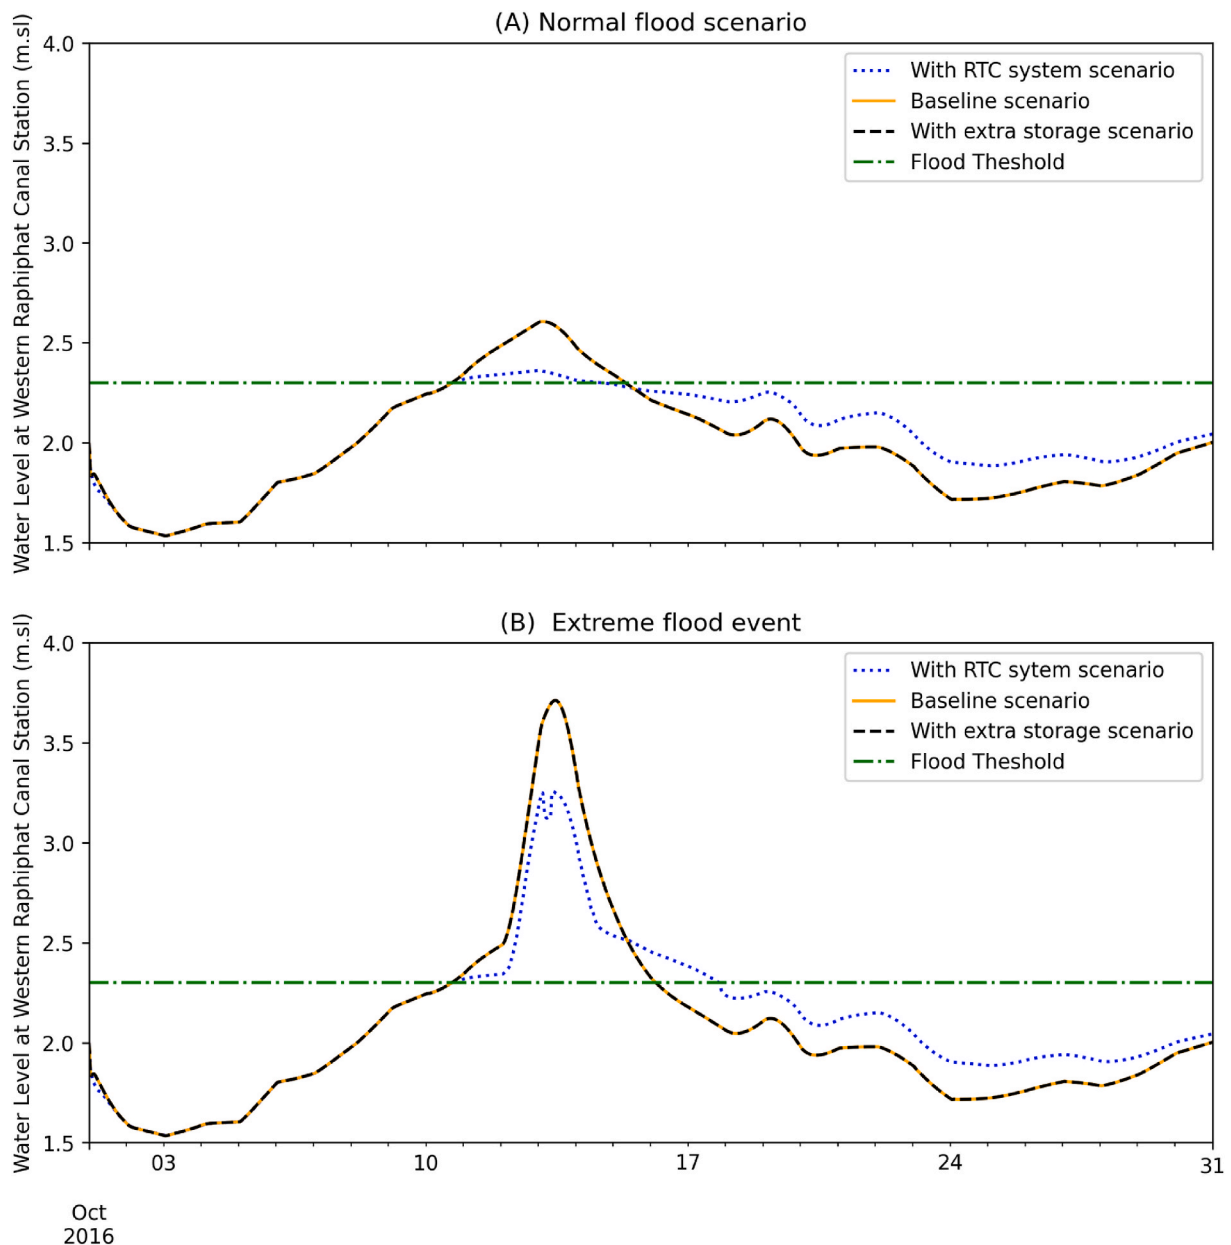 (A) Normal flood scenario
Water Level at Western Raphiphat Canal Station (m.sl)
4.0
3.5
3.0
2.5
2.0
1.5
With RTC system scenario
Baseline scenario
With extra storage scenario
Flood Theshold
(B) Extreme flood event
Water Level at Western Raphiphat Canal Station (m.sl)
4.0
3.5
3.0
2.5
2.0
1.5
With RTC sytem scenario
Baseline scenario
With extra storage scenario
Flood Theshold
03 10 17 24 31
Oct
2016